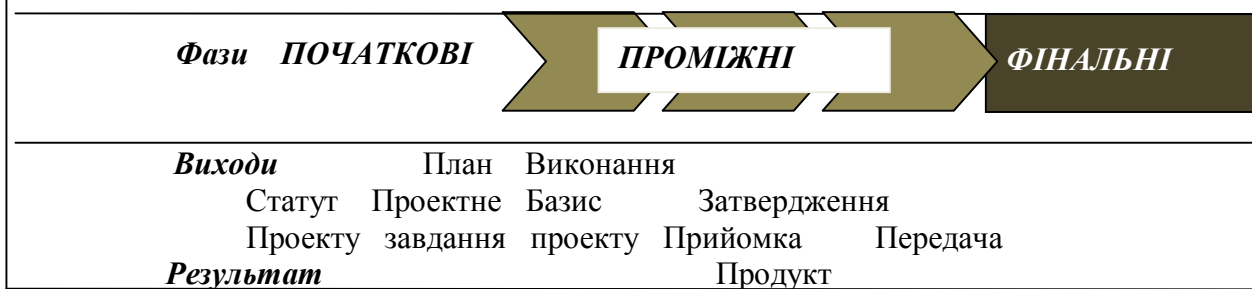 Фази ПОЧАТКОВІ ПРОМІЖНІ ФІНАЛЬНІ
Виходи План Виконання
Статут Проектне Базис Затвердження
Проекту завдання проекту Прийомка Передача
Результат Продукт